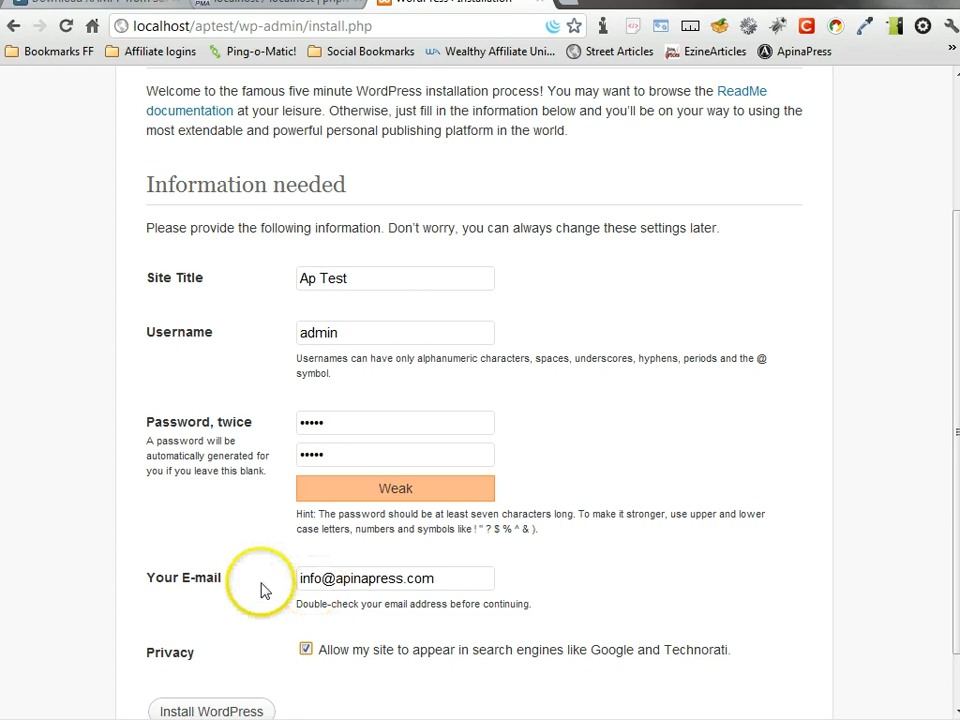 localhost/aptest/wp-admin/install.php
Bookmarks FF
Affiliate logins
Ping-o-Matic!
Social Bookmarks
Wealthy Affiliate Uni...
Street Articles
EzineArticles
ApinaPress
»
Welcome to the famous five minute WordPress installation process! You may want to browse the ReadMe
documentation at your leisure. Otherwise, just fill in the information below and you'll be on your way to using the
most extendable and powerful personal publishing platform in the world.
Information needed
Please provide the following information. Don't worry, you can always change these settings later.
Site Title
Ap Test
Username
admin
Usernames can have only alphanumeric characters, spaces, underscores, hyphens, periods and the @
symbol.
Password, twice
A password will be
automatically generated for
you if you leave this blank.
•••••
•••••
Weak
Hint: The password should be at least seven characters long. To make it stronger, use upper and lower
case letters, numbers and symbols like ! " ? $ % ^ & ).
Your E-mail
info@apinapress.com
Double-check your email address before continuing.
Privacy
Allow my site to appear in search engines like Google and Technorati.
Install WordPress